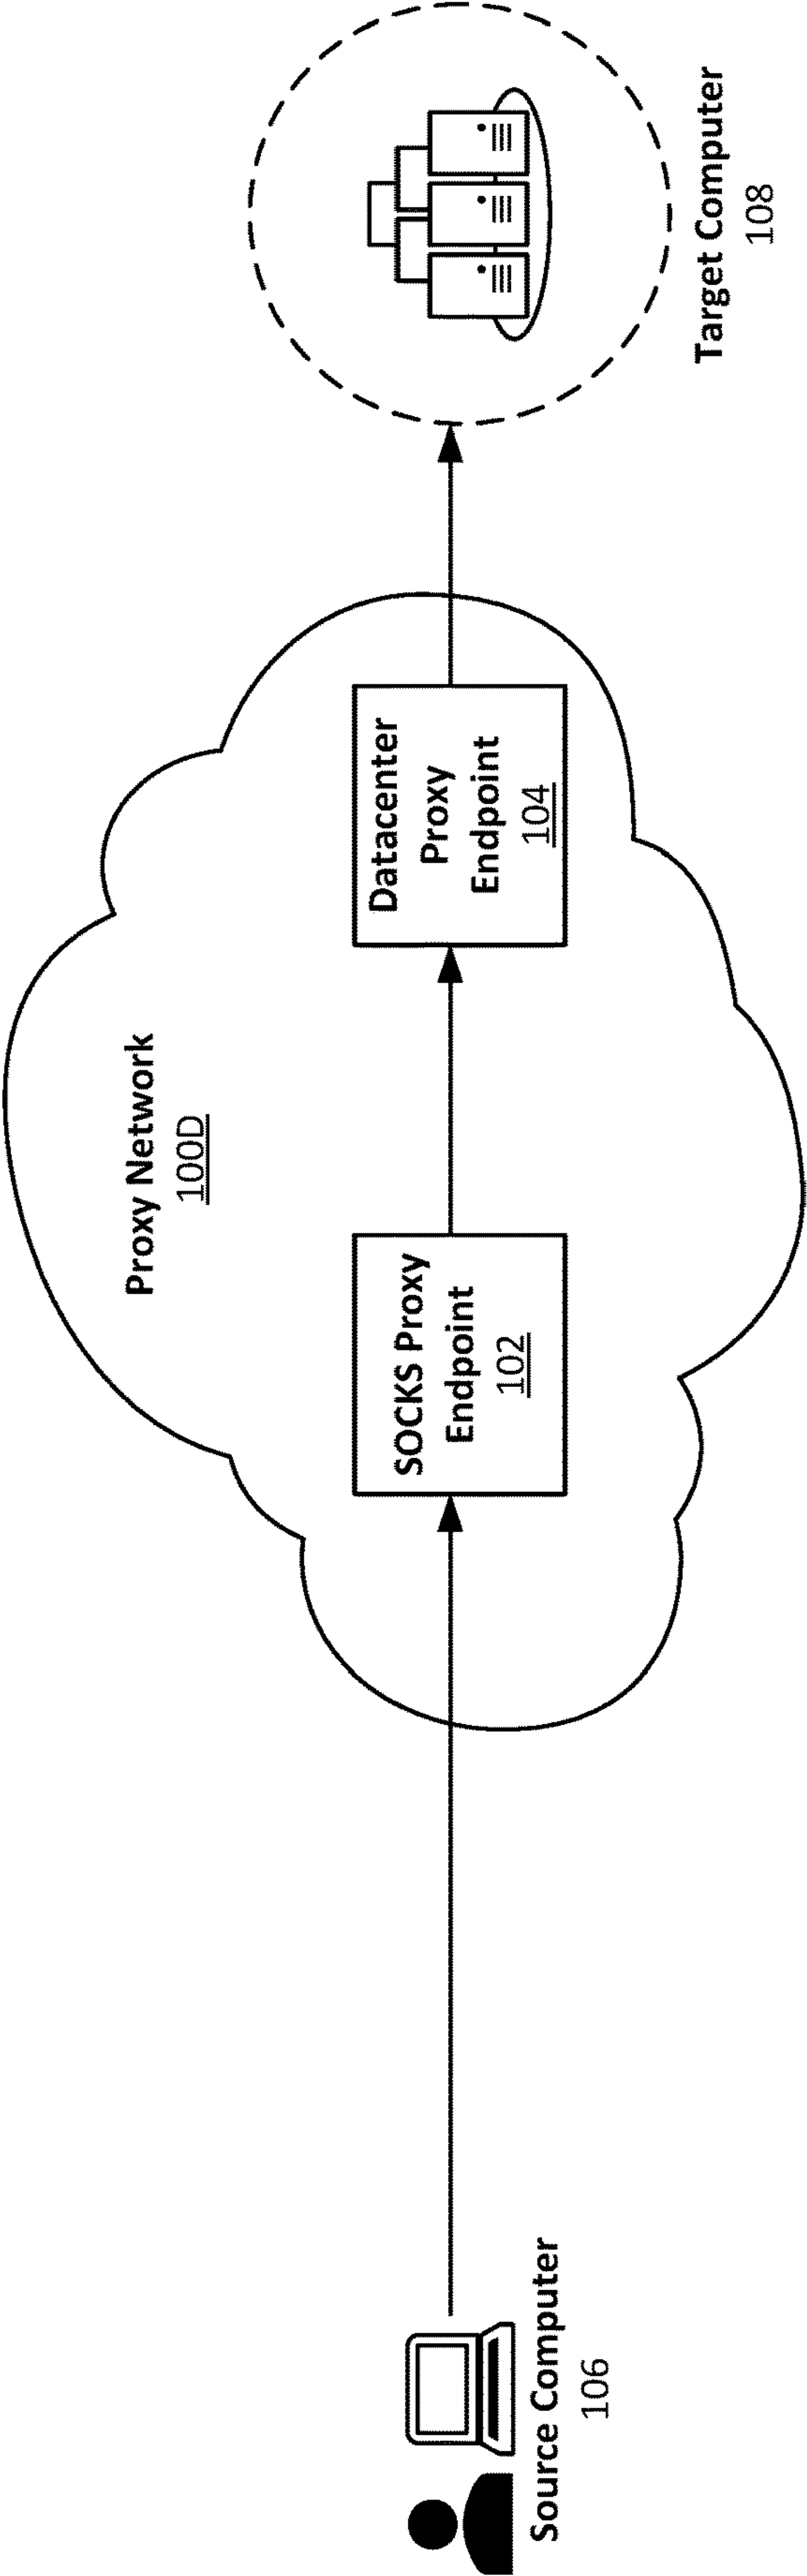 Proxy Network
100D
Source Computer
106
SOCKS Proxy
Endpoint
102
Datacenter
Proxy
Endpoint
104
Target Computer
108